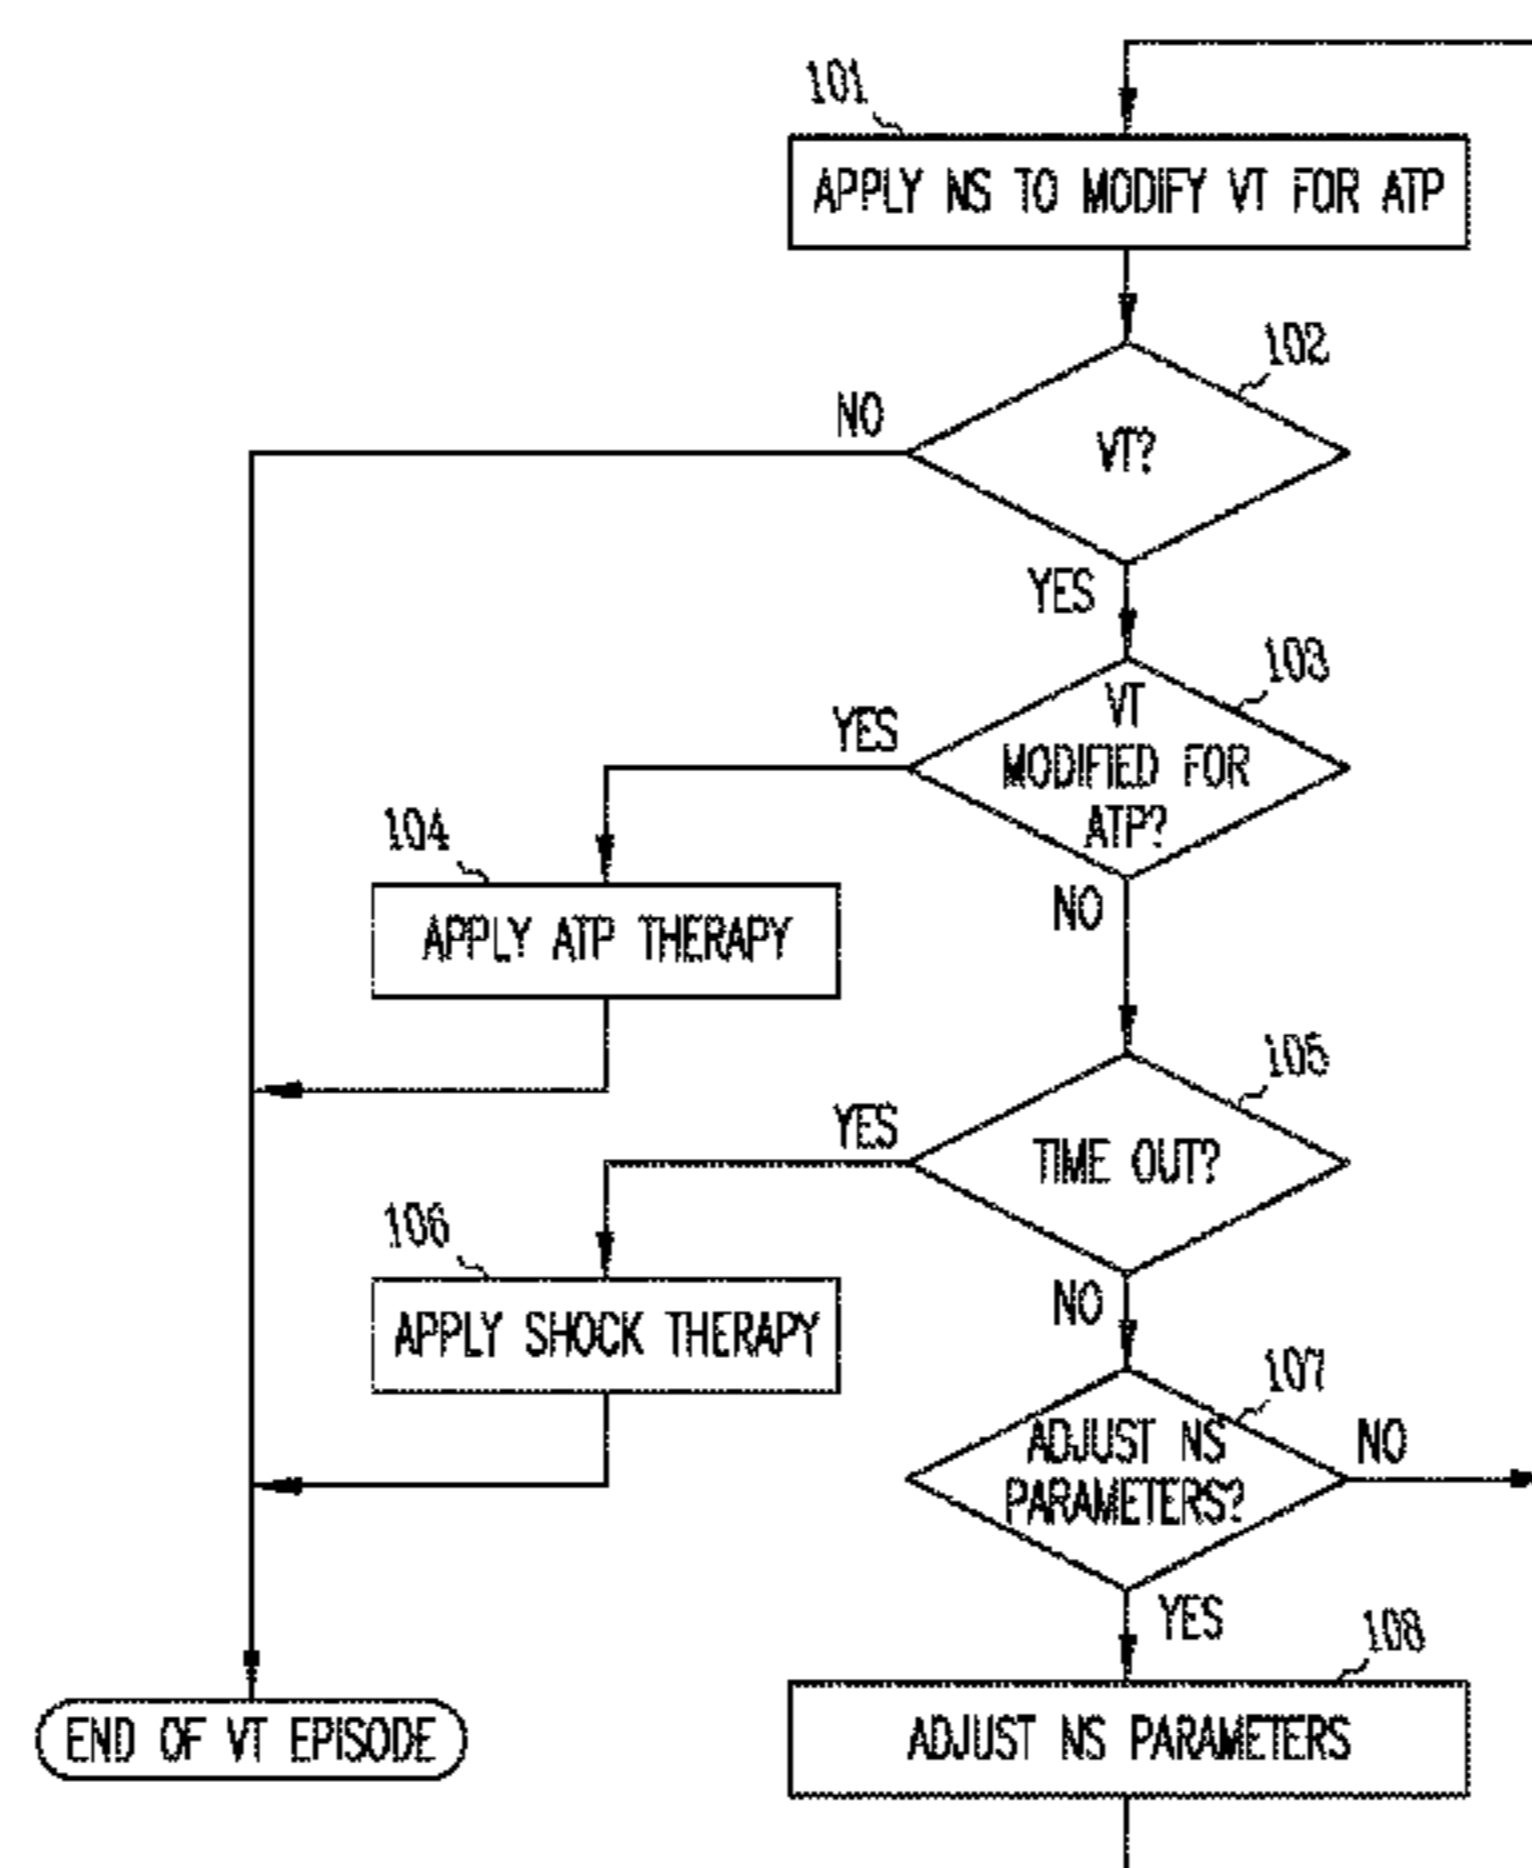 101
APPLY NS TO MODIFY VT FOR ATP
102
NO
VT?
YES
103
YES
VT
MODIFIED FOR
ATP?
104
NO
APPLY ATP THERAPY
105
YES
TIME OUT?
106
NO
APPLY SHOCK THERAPY
107
ADJUST NS
PARAMETERS?
NO
YES
108
END OF VT EPISODE
ADJUST NS PARAMETERS